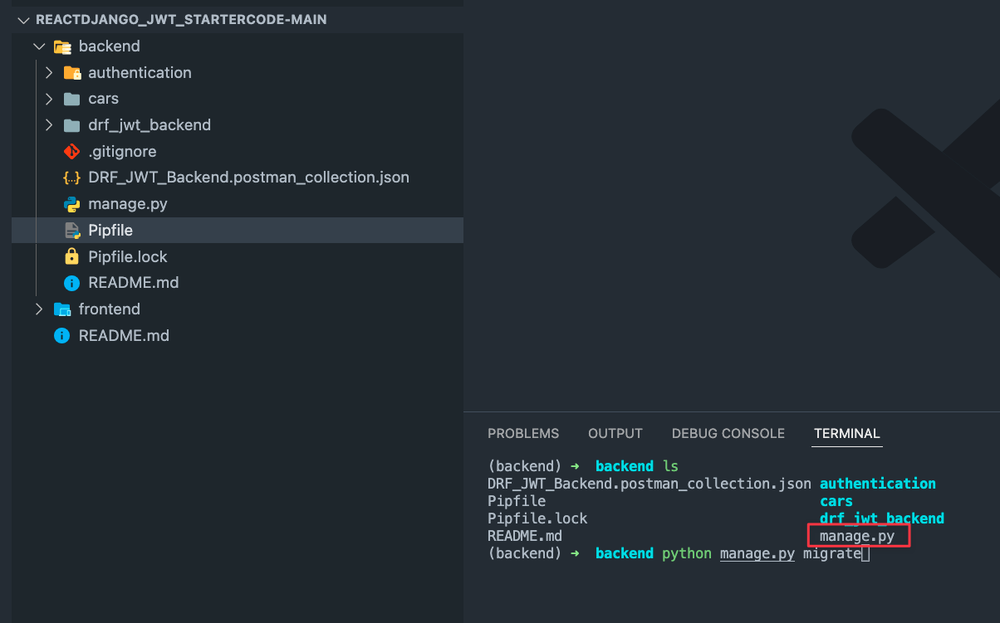 REACTDJANGO_JWT_STARTERCODE-MAIN
backend
authentication
cars
drf_jwt_backend
.gitignore
{..} DRF_JWT_Backend.postman_collection.json
manage.py
Pipfile
Pipfile.lock
README.md
frontend
README.md
PROBLEMS OUTPUT DEBUG CONSOLE TERMINAL
(backend) ➜ backend ls
DRF_JWT_Backend.postman_collection.json authentication
Pipfile cars
Pipfile.lock drf_jwt_backend
README.md manage.py
(backend) ➜ backend python manage.py migrate